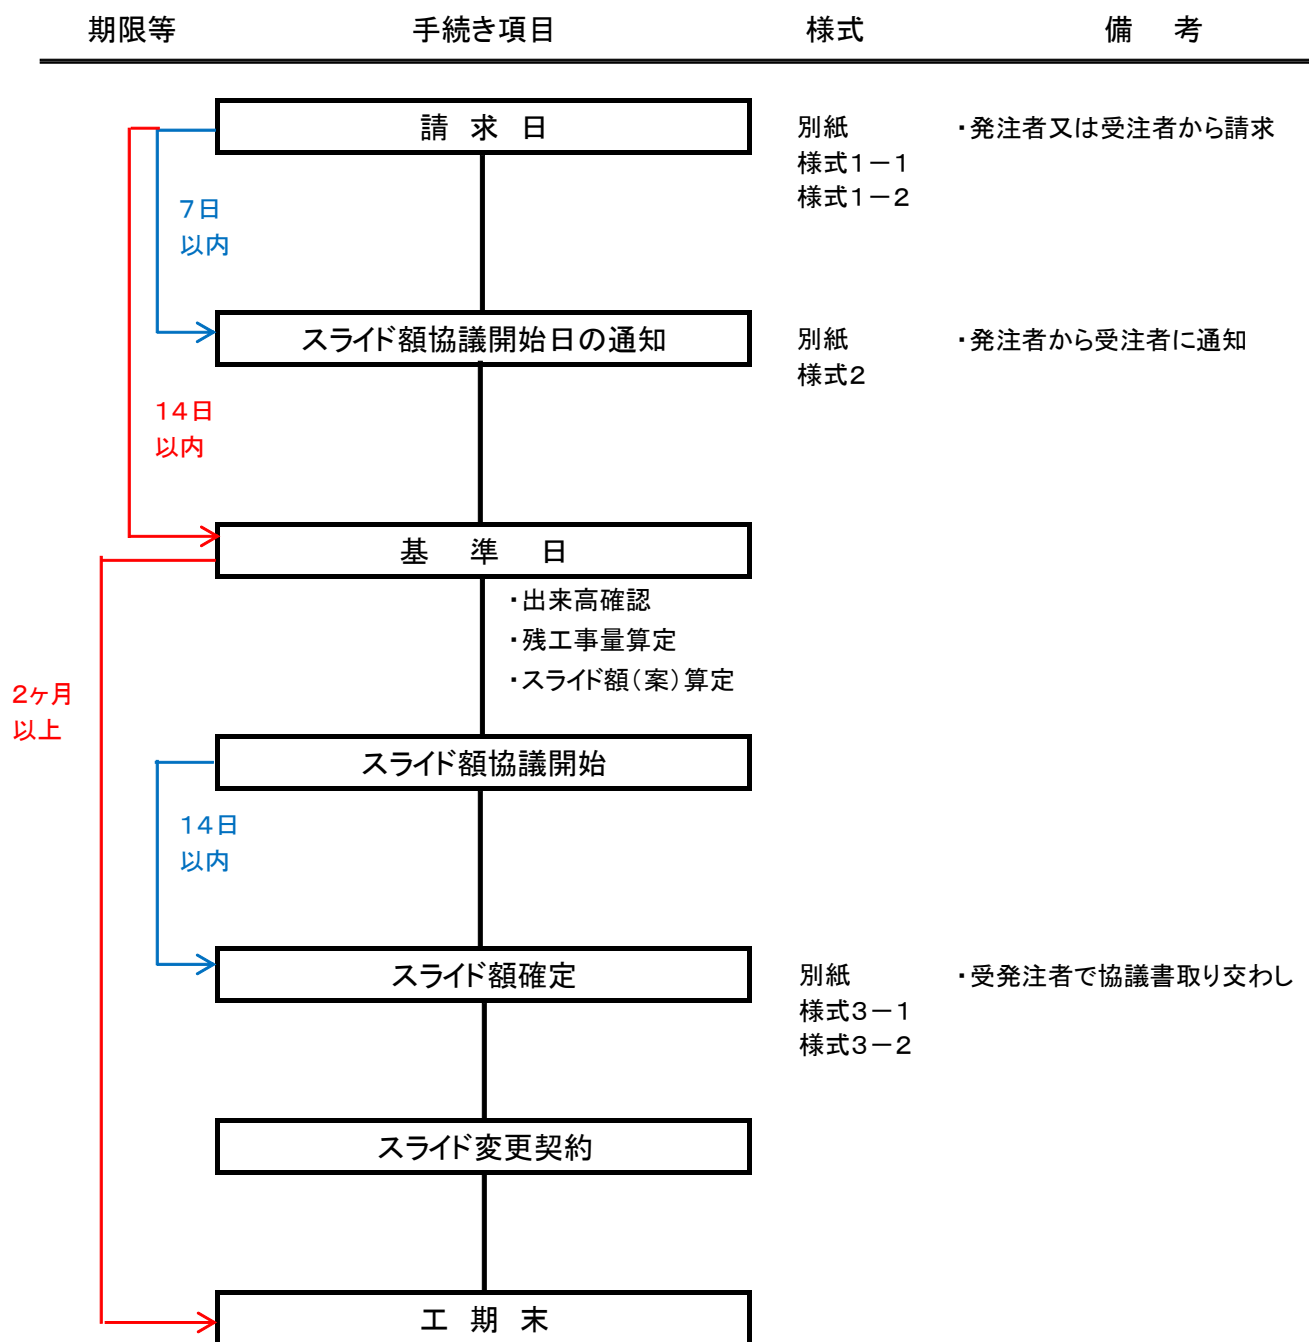 期限等 手続き項目 様式 備 考
請 求 日 別紙 ・発注者又は受注者から請求
様式1－1
様式1－2
7日
以内
スライド額協議開始日の通知 別紙 ・発注者から受注者に通知
様式2
14日
以内
基 準 日
・出来高確認
・残工事量算定
・スライド額（案）算定
2ヶ月
以上
スライド額協議開始
14日
以内
スライド額確定 別紙 ・受発注者で協議書取り交わし
様式3－1
様式3－2
スライド変更契約
工 期 末